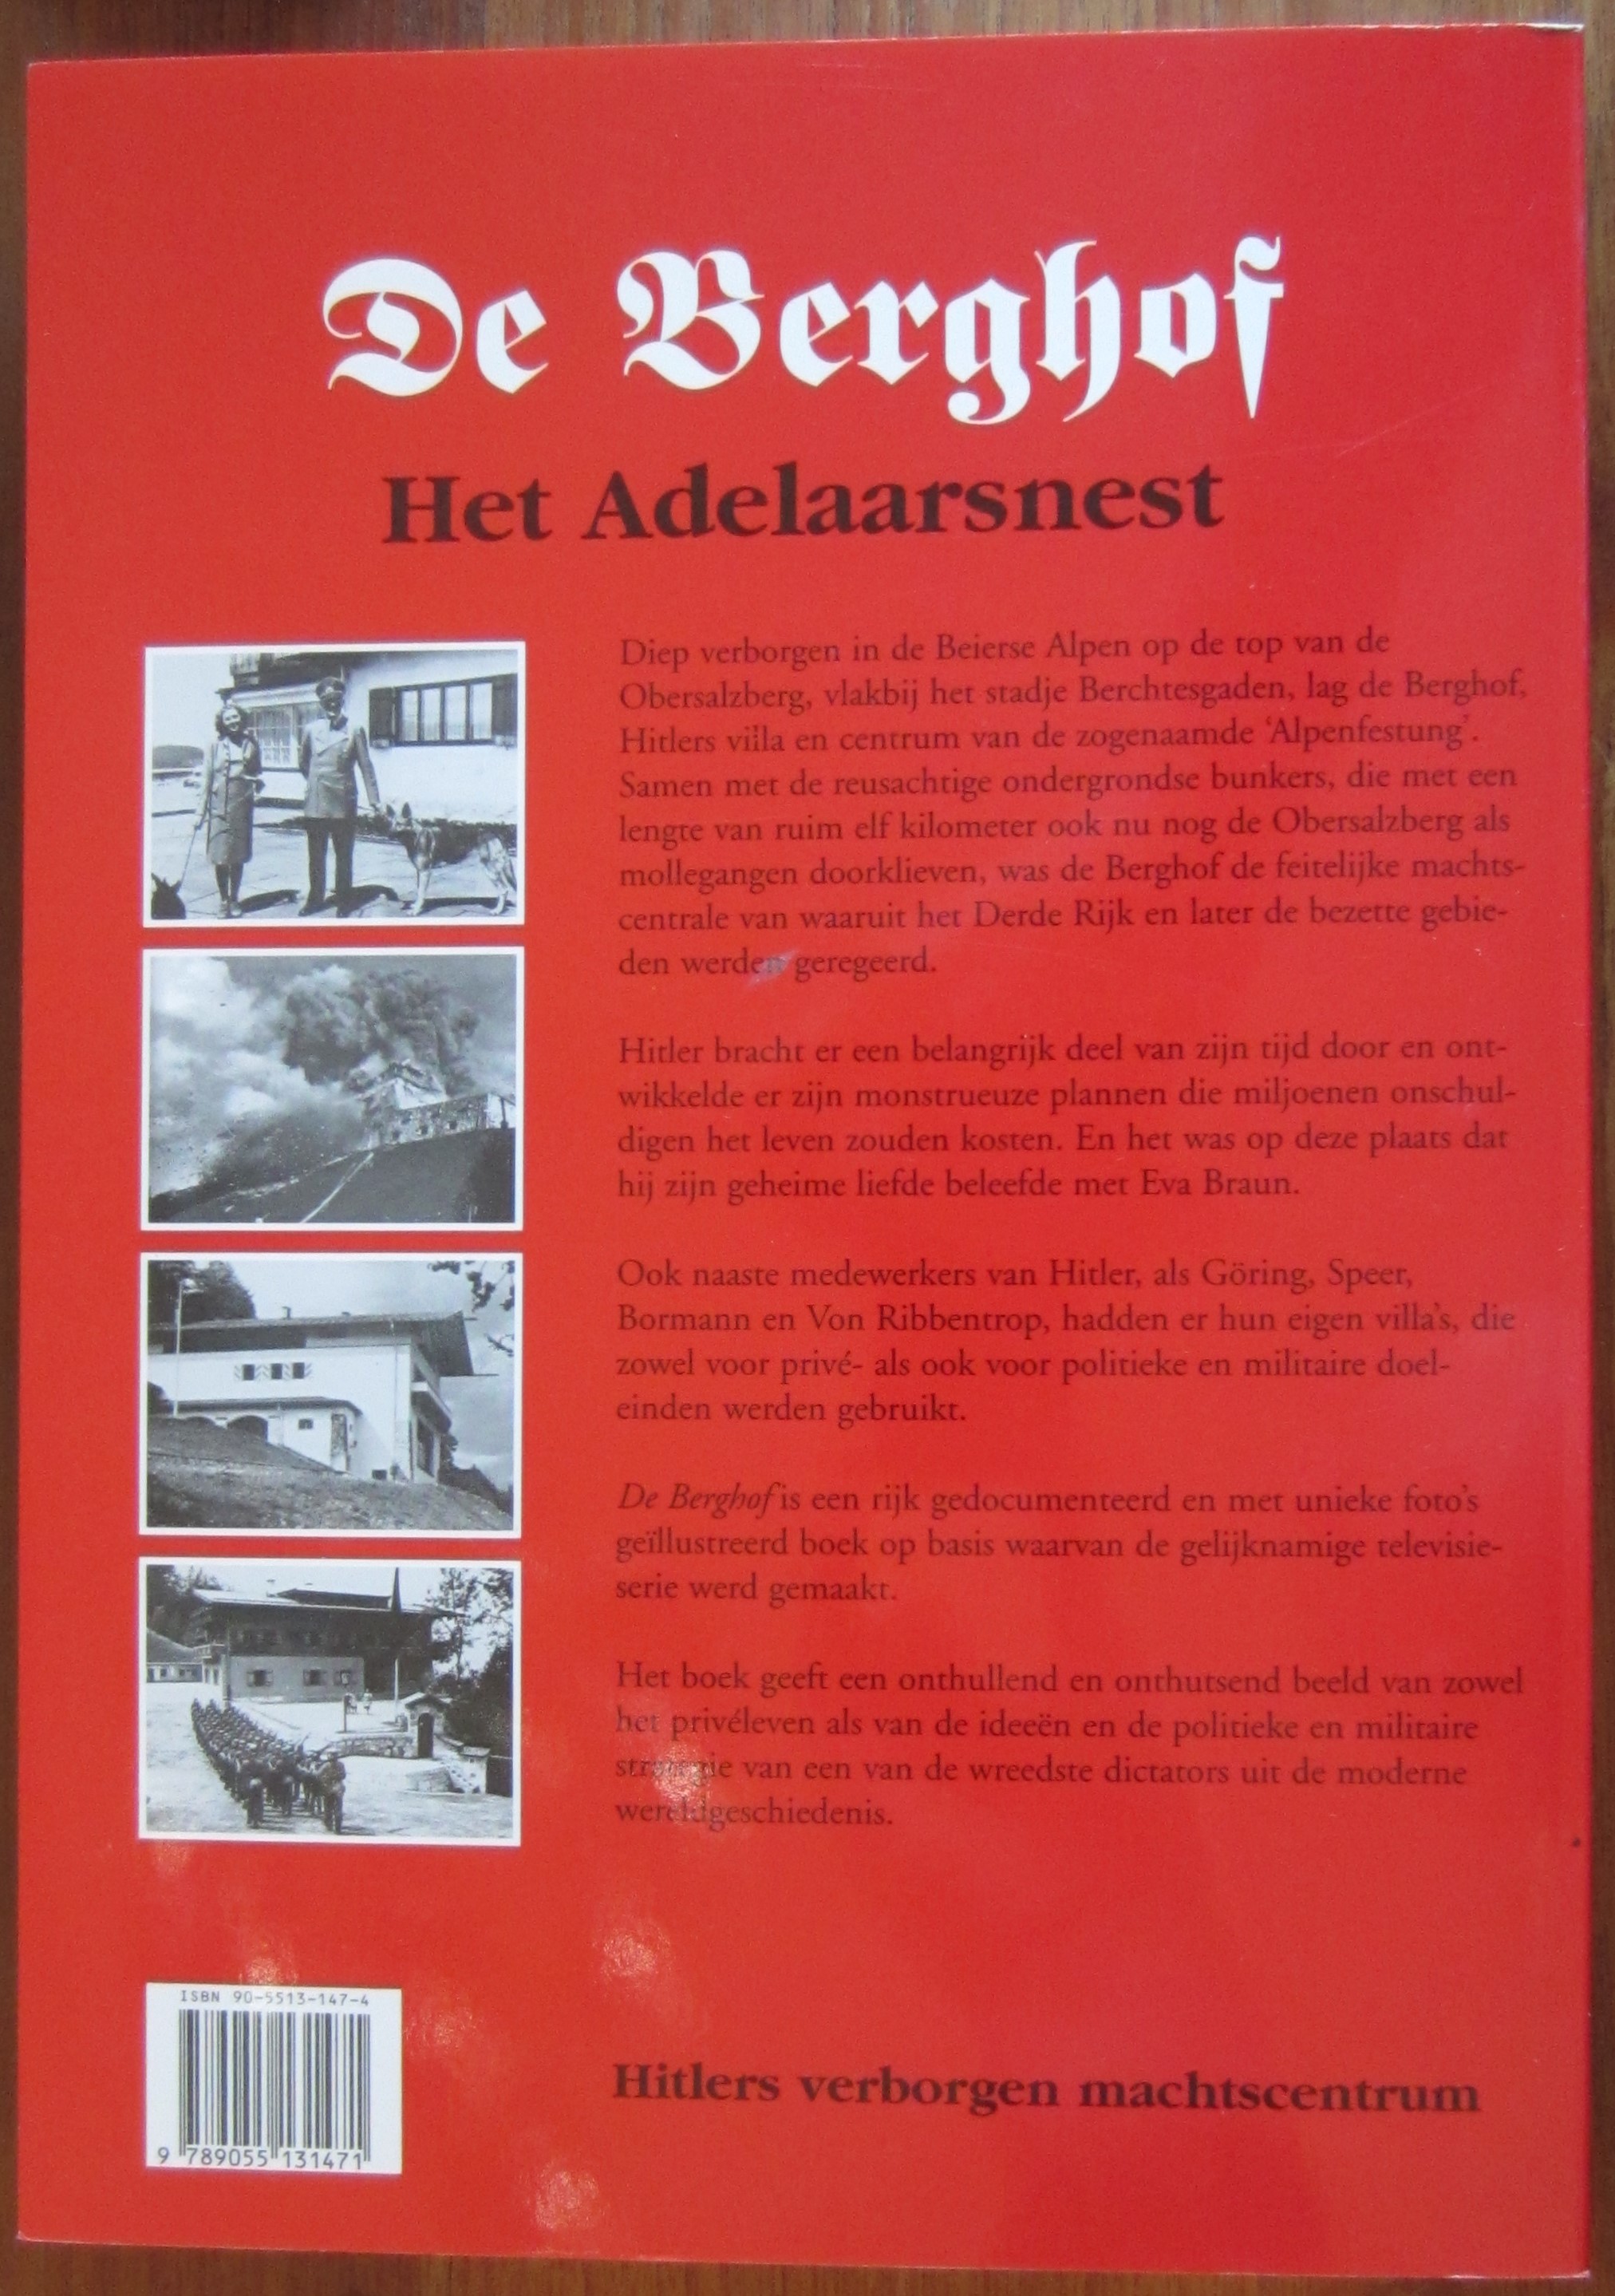 De Berghof
Het Adelaarsnest
Diep verborgen in de Beierse Alpen op de top van de
Obersalzberg, vlakbij het stadje Berchtesgaden, lag de Berghof,
Hitlers villa en centrum van de zogenaamde ‘Alpenfestung’.
Samen met de reusachtige ondergrondse bunkers, die met een
lengte van ruim elf kilometer ook nu nog de Obersalzberg als
mollegangen doorklieven, was de Berghof de feitelijke machts-
centrale van waaruit het Derde Rijk en later de bezette gebie-
den werden geregeerd.
Hitler bracht er een belangrijk deel van zijn tijd door en ont-
wikkelde er zijn monstrueuze plannen die miljoenen onschul-
digen het leven zouden kosten. En het was op deze plaats dat
hij zijn geheime liefde beleefde met Eva Braun.
Ook naaste medewerkers van Hitler, als Göring, Speer,
Bormann en Von Ribbentrop, hadden er hun eigen villa's, die
zowel voor privé- als ook voor politieke en militaire doel-
einden werden gebruikt.
De Berghof is een rijk gedocumenteerd en met unieke foto's
geïllustreerd boek op basis waarvan de gelijknamige televisie-
serie werd gemaakt.
Het boek geeft een onthullend en onthutsend beeld van zowel
het privéleven als van de ideeën en de politieke en militaire
strategie van een van de wreedste dictators uit de moderne
wereldgeschiedenis.
ISBN 90-5513-147-4
9 789055 131471
Hitlers verborgen machtscentrum